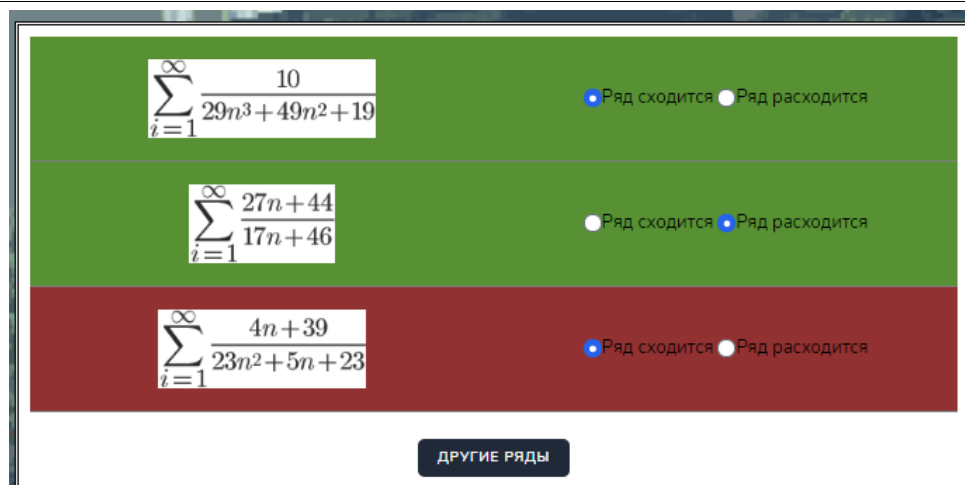 ∞
∑ 10
i=1 29n³+49n²+19
Ряд сходится Ряд расходится
∞
∑ 27n+44
i=1 17n+46
Ряд сходится Ряд расходится
∞
∑ 4n+39
i=1 23n²+5n+23
Ряд сходится Ряд расходится
ДРУГИЕ РЯДЫ